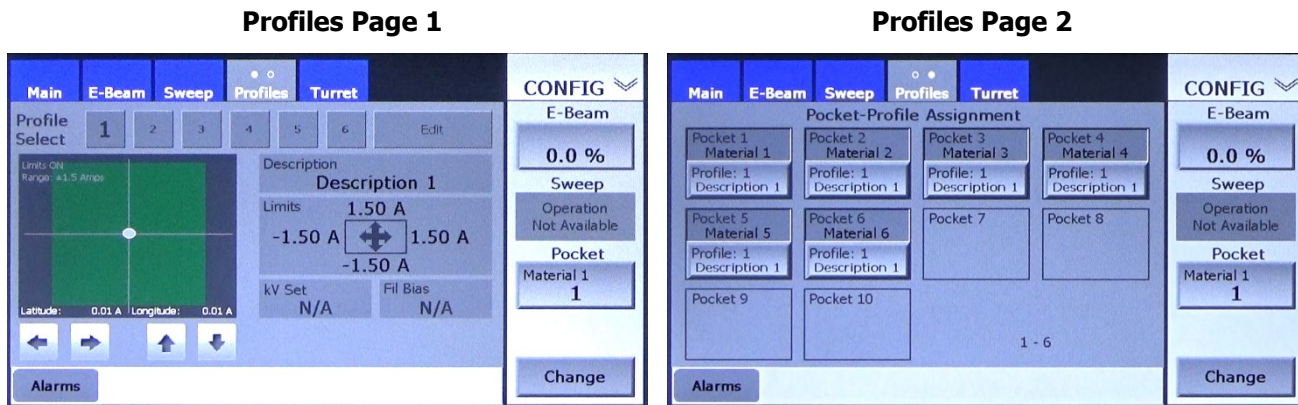 Profiles Page 1
Main E-Beam Sweep Profiles Turret
Profile Select 1 2 3 4 5 6 Edit
Limits ON
Range: ±1.5 Amps
Description
Description 1
Limits
1.50 A
-1.50 A 1.50 A
-1.50 A
kV Set
N/A
Fil Bias
N/A
Latitude: 0.01 A Longitude: 0.01 A
Alarms
CONFIG
E-Beam
0.0 %
Sweep
Operation
Not Available
Pocket
Material 1
1
Change
Profiles Page 2
Main E-Beam Sweep Profiles Turret
Pocket-Profile Assignment
Pocket 1
Material 1
Profile: 1
Description 1
Pocket 2
Material 2
Profile: 1
Description 1
Pocket 3
Material 3
Profile: 1
Description 1
Pocket 4
Material 4
Profile: 1
Description 1
Pocket 5
Material 5
Profile: 1
Description 1
Pocket 6
Material 6
Profile: 1
Description 1
Pocket 7
Pocket 8
Pocket 9
Pocket 10
1 - 6
Alarms
CONFIG
E-Beam
0.0 %
Sweep
Operation
Not Available
Pocket
Material 1
1
Change